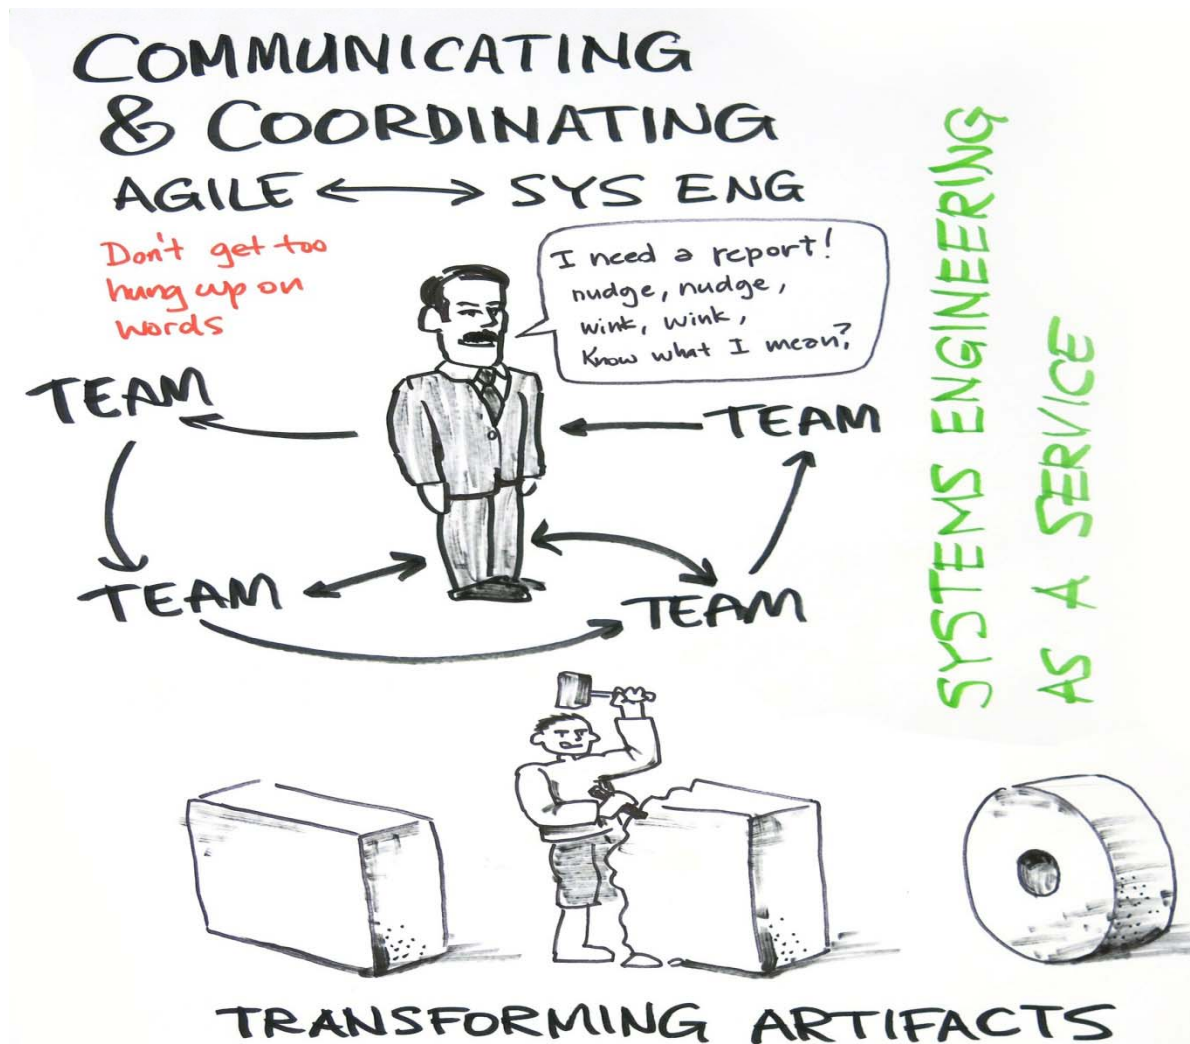 COMMUNICATING
& COORDINATING
AGILE ⟷ SYS ENG
Don't get too
hung up on
words
I need a report!
nudge, nudge,
wink, wink,
Know what I mean?
TEAM
TEAM
TEAM
TEAM
SYSTEMS ENGINEERING
AS A SERVICE
TRANSFORMING ARTIFACTS